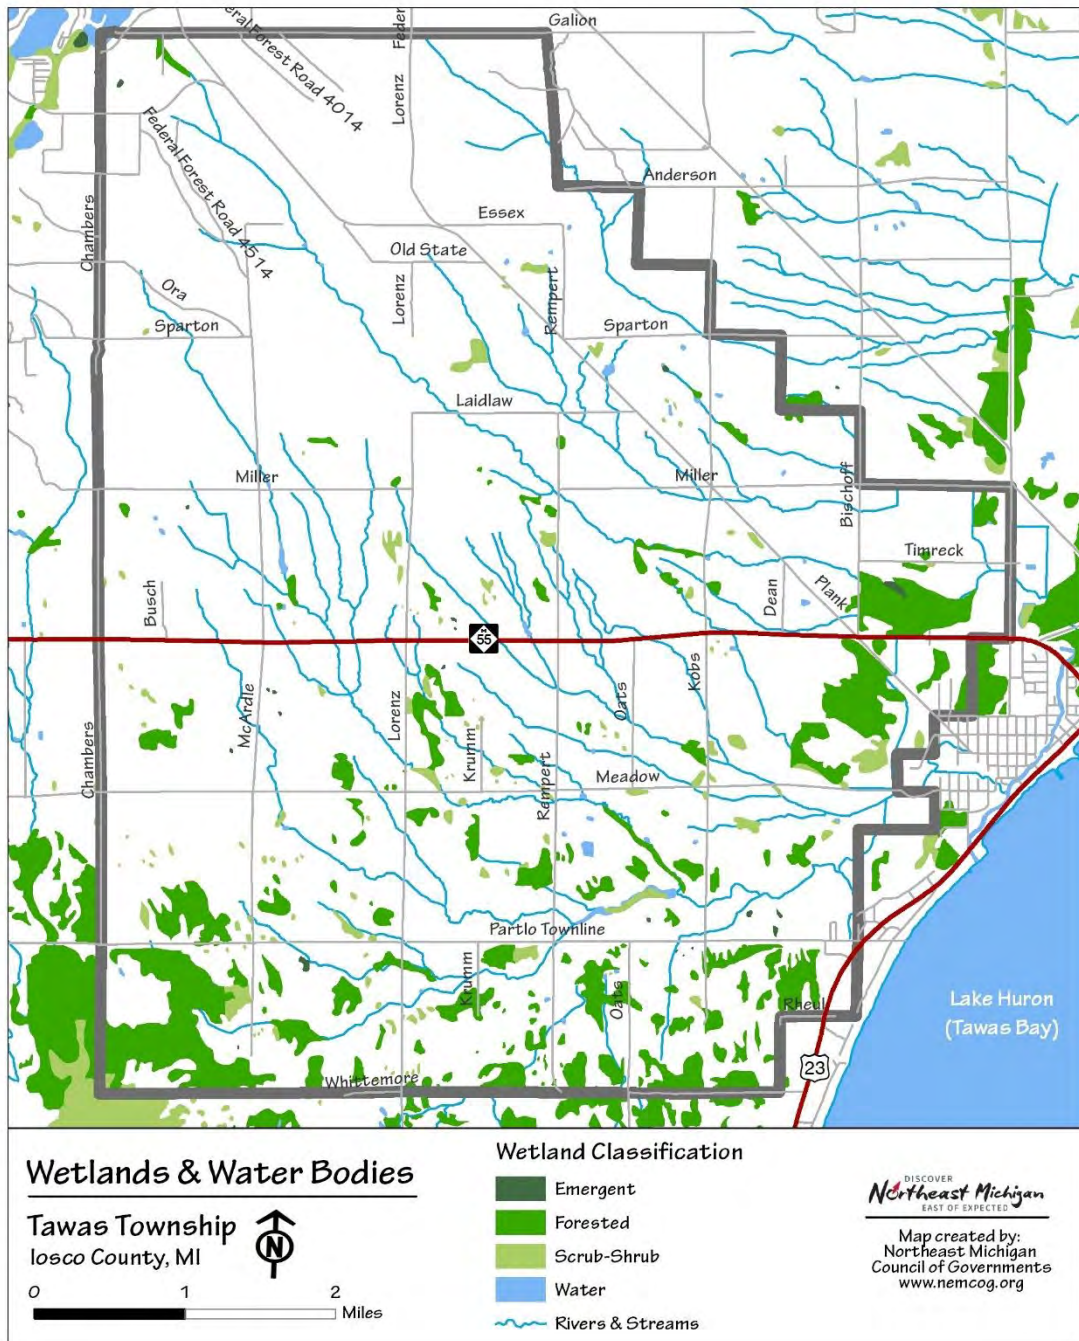 Galion
Federal Forest Road 4014
Feder
Lorenz
Federal Forest Road 4514
Anderson
Chambers
Essex
Old State
Ora
Lorenz
Rempert
Sparton
Sparton
Laidlaw
Miller
Miller
Bischoff
Timreck
Busch
Dean
Plank
55
McArdle
Lorenz
Oats
Kobs
Chambers
Krumm
Rempert
Meadow
Partlo Townline
Krumm
Oats
Rheul
Lake Huron
(Tawas Bay)
23
Whittemore
Wetlands & Water Bodies
Tawas Township
Iosco County, MI
N
0 1 2
Miles
Wetland Classification
Emergent
Forested
Scrub-Shrub
Water
Rivers & Streams
DISCOVER
Northeast Michigan
EAST OF EXPECTED
Map created by:
Northeast Michigan
Council of Governments
www.nemcog.org